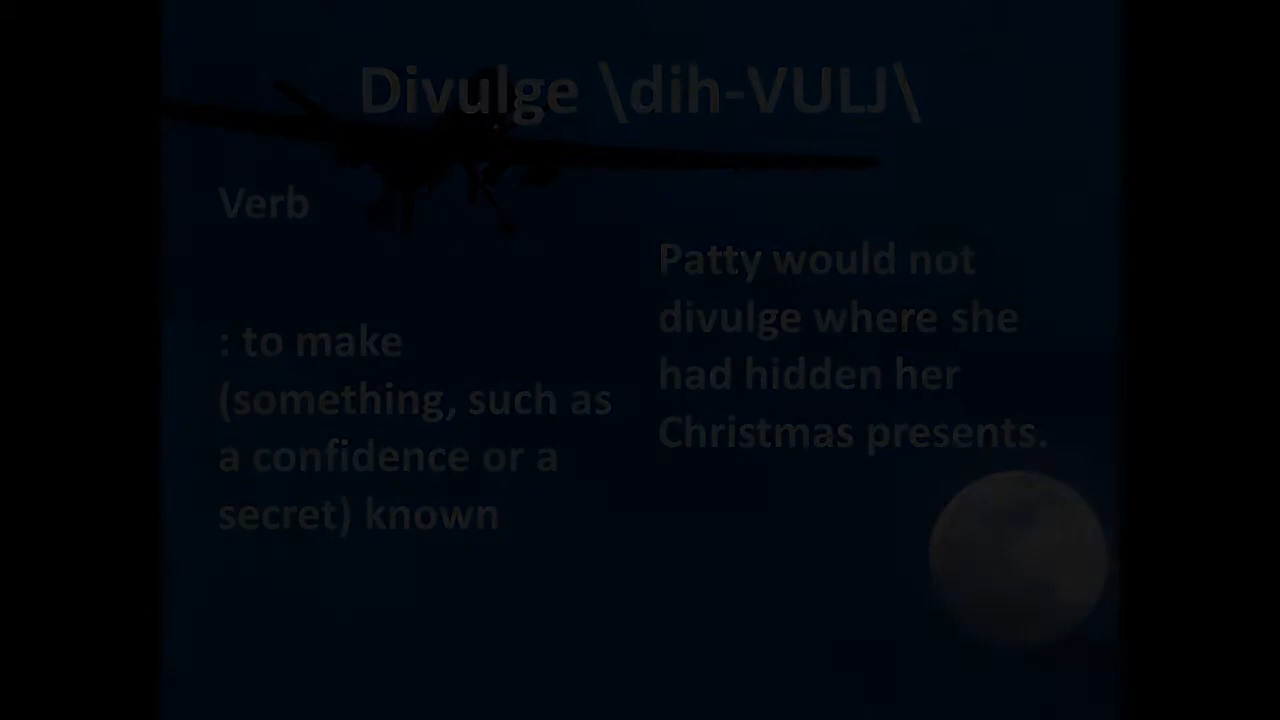 Divulge \dih-VULJ\
Verb
: to make
(something, such as
a confidence or a
secret) known
Patty would not
divulge where she
had hidden her
Christmas presents.